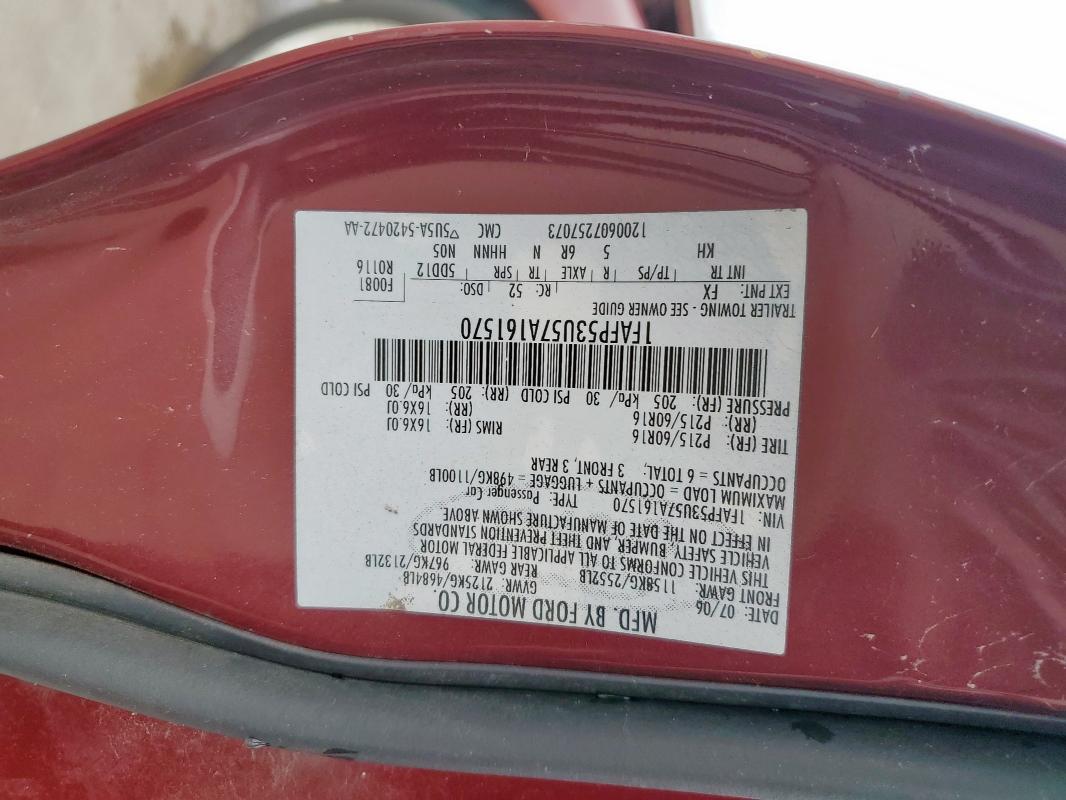 MFD. BY FORD MOTOR CO.
DATE: 07/06 GVWR: 2125KG/4684LB
FRONT GAWR: 1158KG/2552LB REAR GAWR: 967KG/2132LB
THIS VEHICLE CONFORMS TO ALL APPLICABLE FEDERAL MOTOR
VEHICLE SAFETY, BUMPER, AND THEFT PREVENTION STANDARDS
IN EFFECT ON THE DATE OF MANUFACTURE SHOWN ABOVE
VIN: 1FAFP53U57A161570 TYPE: Passenger Car
MAXIMUM LOAD = OCCUPANTS + LUGGAGE = 498KG/1100LB
OCCUPANTS = 6 TOTAL: 3 FRONT, 3 REAR
TIRE (FR): P215/60R16 RIMS (FR): 16X6.0J
(RR): P215/60R16 (RR): 16X6.0J
PRESSURE (FR): 205 kPa/ 30 PSI COLD (RR): 205 kPa/ 30 PSI COLD
1FAFP53U57A161570
TRAILER TOWING - SEE OWNER GUIDE
EXT PNT: FX RC: 52 DSO: F0081
INT TR TP/PS R AXLE TR SPR 5DD12 R0116
KH 5 6R N HHNN N05
1200607257073 CMC ▽5U5A-5420472-AA